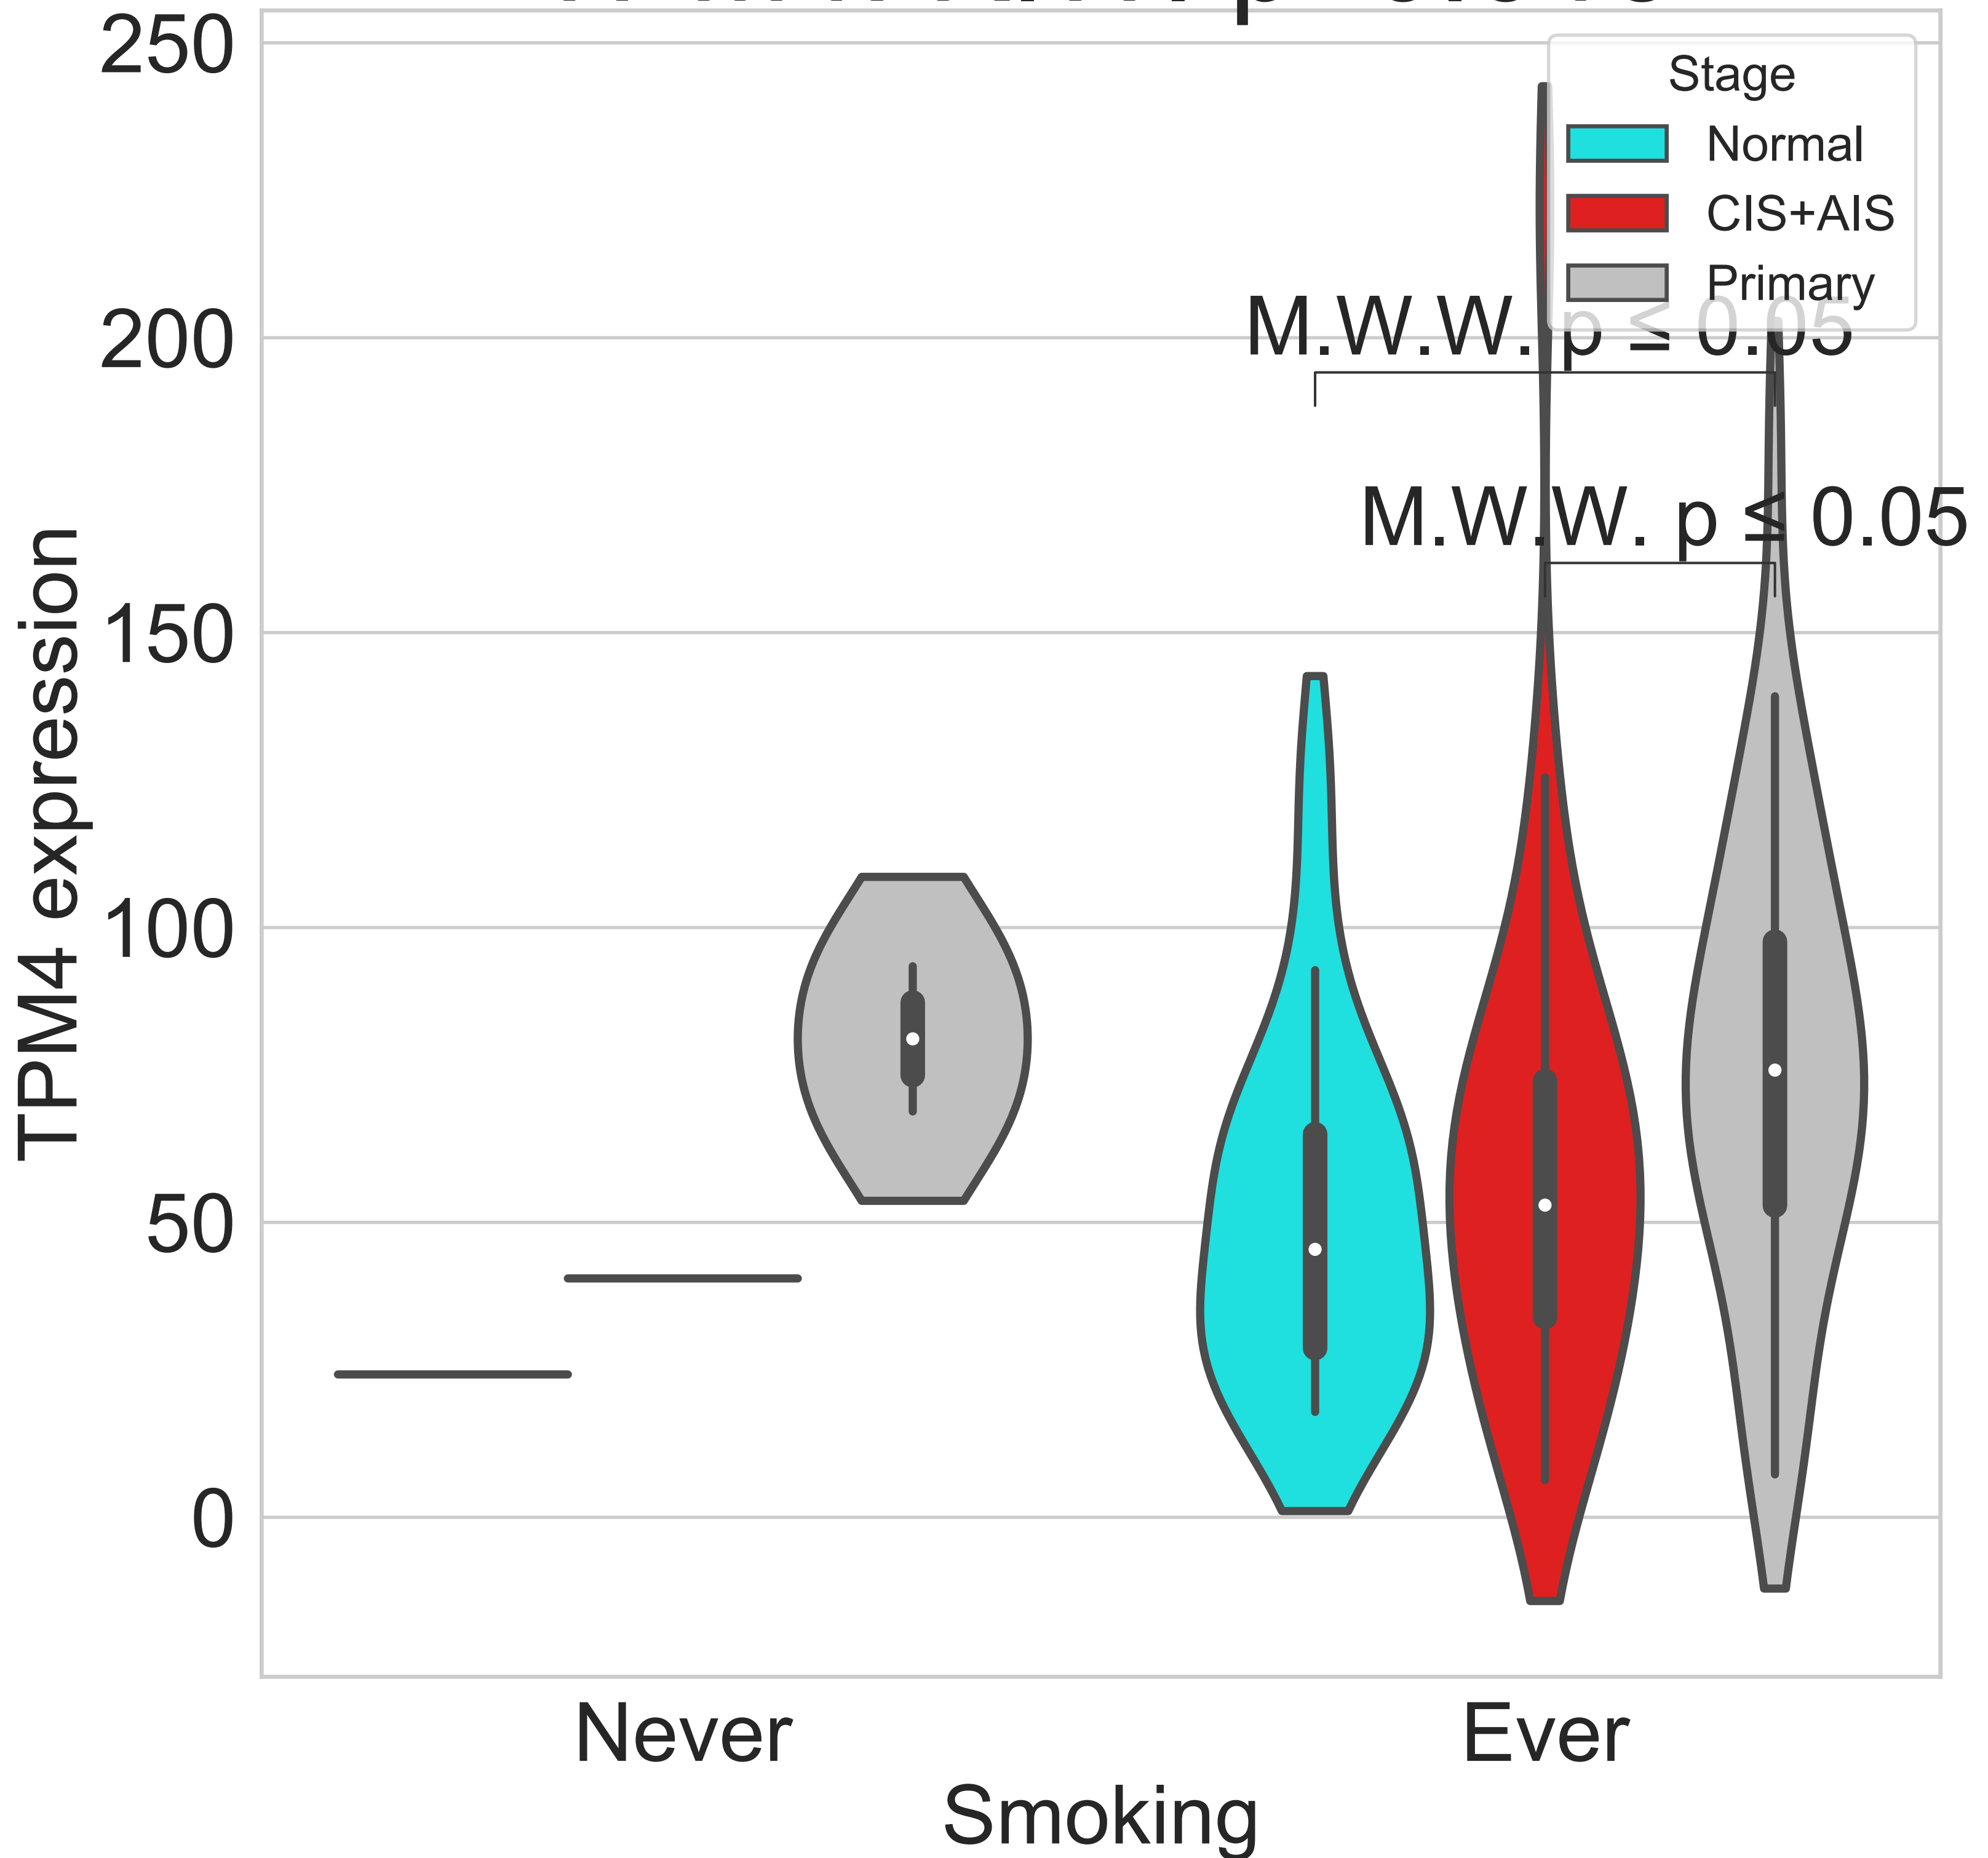 250
Stage
Normal
CIS+AIS
Primary
M.W.W. p ≤ 0.05
200
M.W.W. p ≤ 0.05
150
TPM4 expression
100
50
0
Never
Ever
Smoking